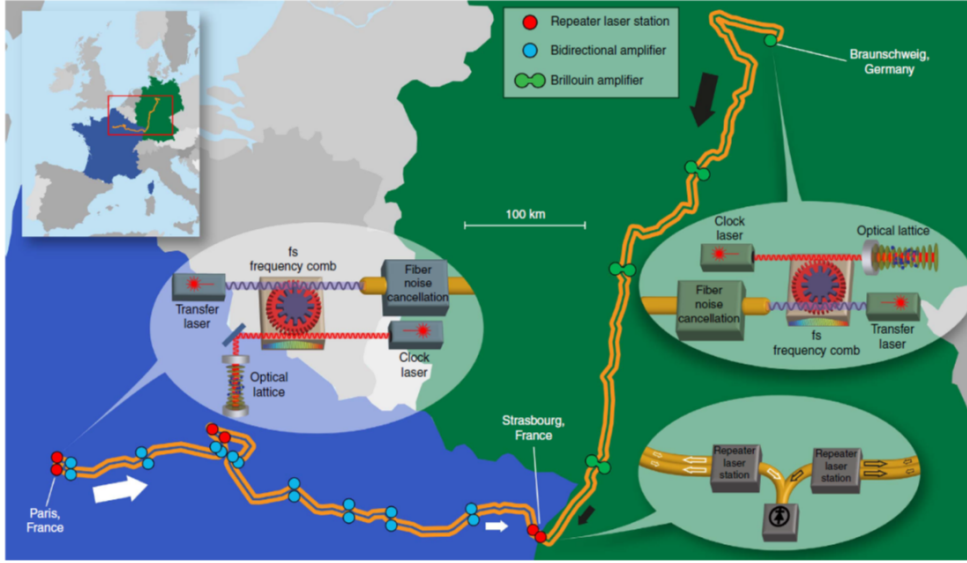 Repeater laser station
Bidirectional amplifier
Brillouin amplifier
Braunschweig,
Germany
100 km
fs
frequency comb
Fiber
noise
cancellation
Transfer
laser
Clock
laser
Optical
lattice
Clock
laser
Optical lattice
Fiber
noise
cancellation
Transfer
laser
fs
frequency comb
Strasbourg,
France
Repeater
laser
station
Repeater
laser
station
Paris,
France